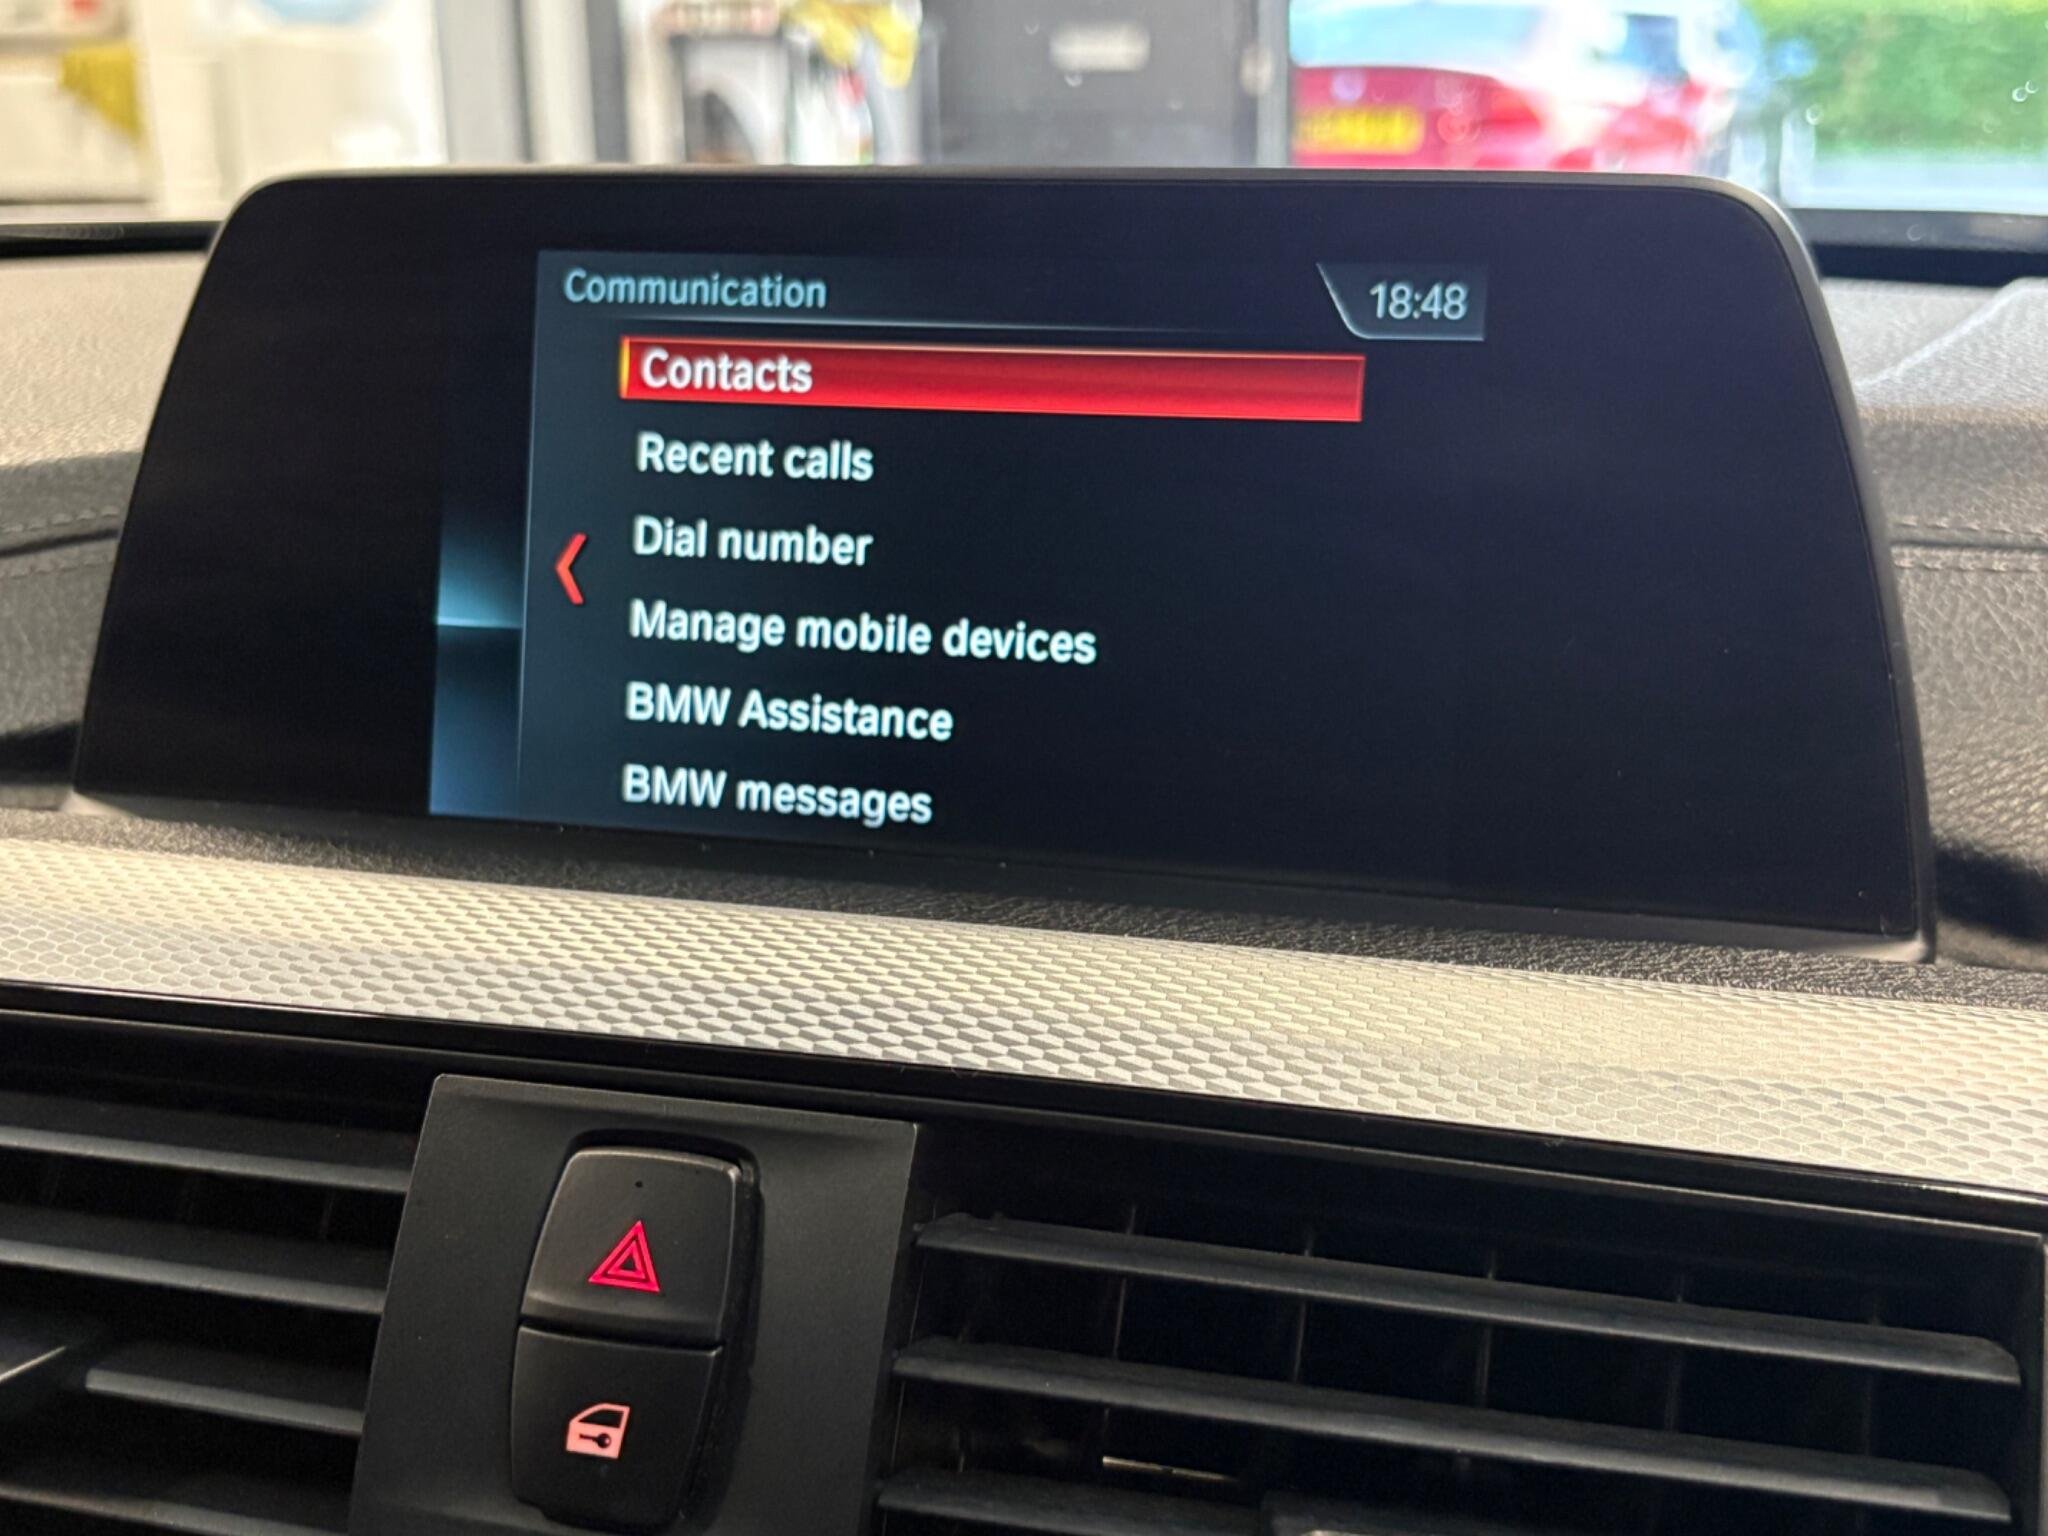 Communication
18:48
Contacts
Recent calls
Dial number
Manage mobile devices
BMW Assistance
BMW messages